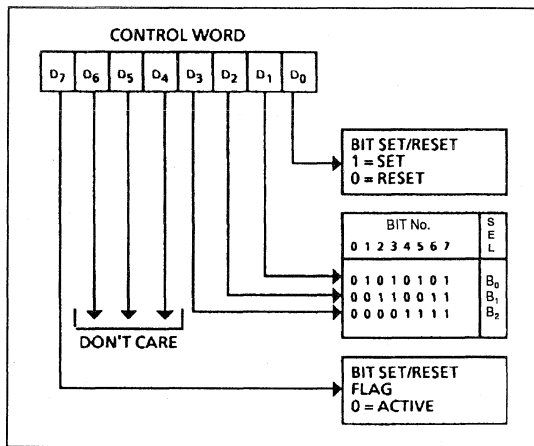 CONTROL WORD
D₇ D₆ D₅ D₄ D₃ D₂ D₁ D₀
BIT SET/RESET
1 = SET
0 = RESET
BIT No.
0 1 2 3 4 5 6 7
SEL
0 1 0 1 0 1 0 1 B₀
0 0 1 1 0 0 1 1 B₁
0 0 0 0 1 1 1 1 B₂
DON'T CARE
BIT SET/RESET
FLAG
0 = ACTIVE